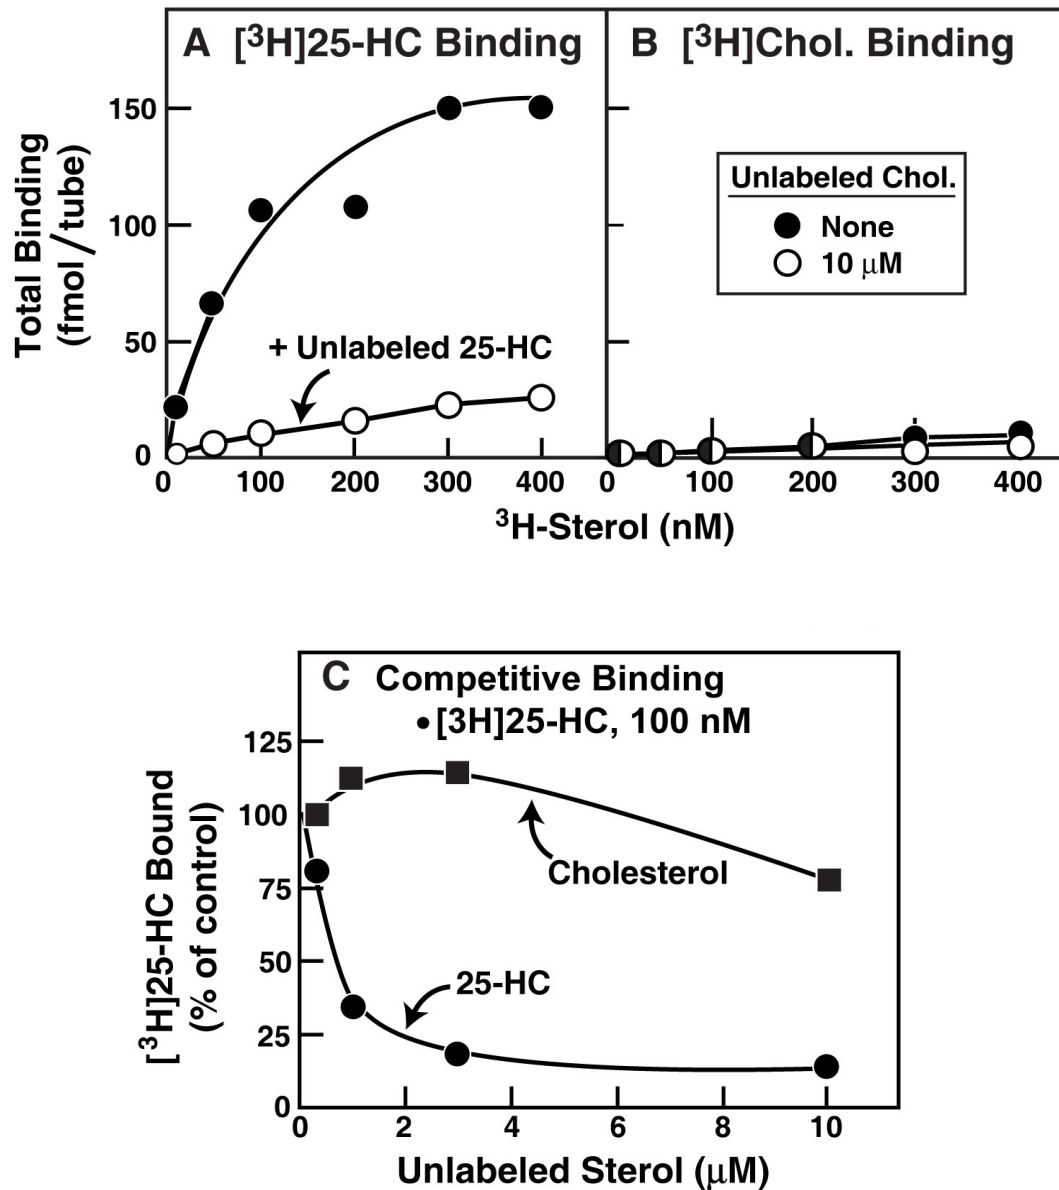 A [³H]25-HC Binding
B [³H]Chol. Binding
Total Binding
(fmol / tube)
150
100
50
0
+ Unlabeled 25-HC
Unlabeled Chol.
None
10 μM
0 100 200 300 400
0 100 200 300 400
³H-Sterol (nM)
C Competitive Binding
•[3H]25-HC, 100 nM
[³H]25-HC Bound
(% of control)
125
100
75
50
25
0
Cholesterol
25-HC
0 2 4 6 8 10
Unlabeled Sterol (μM)